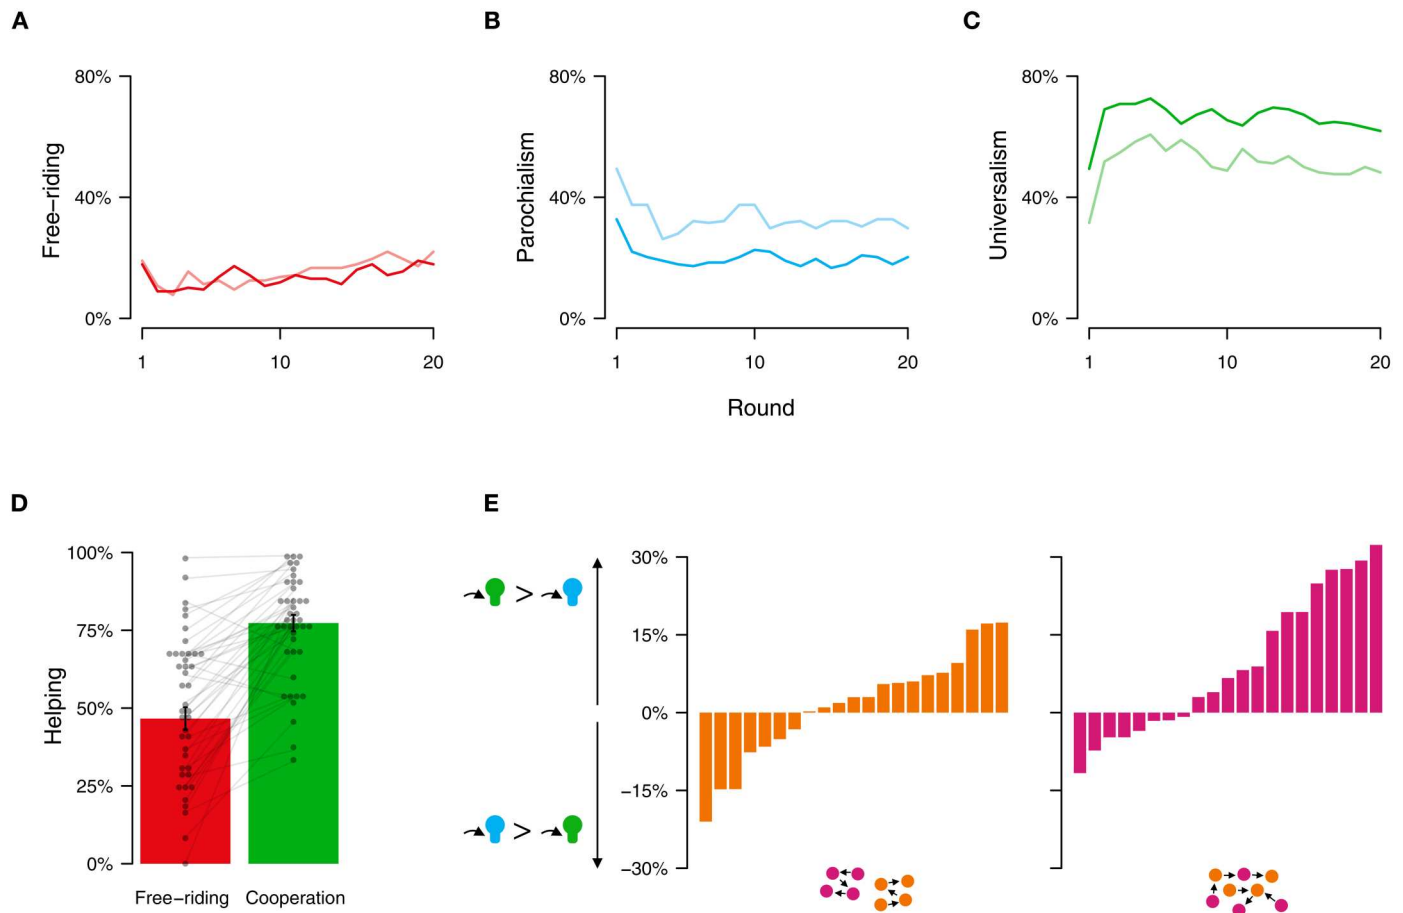 A
B
C
80%
40%
0%
Free-riding
1
10
20
80%
40%
0%
Parochialism
1
10
20
80%
40%
0%
Universalism
1
10
20
Round
D
E
100%
75%
50%
25%
0%
Helping
Free-riding
Cooperation
>
>
30%
15%
0%
−15%
−30%